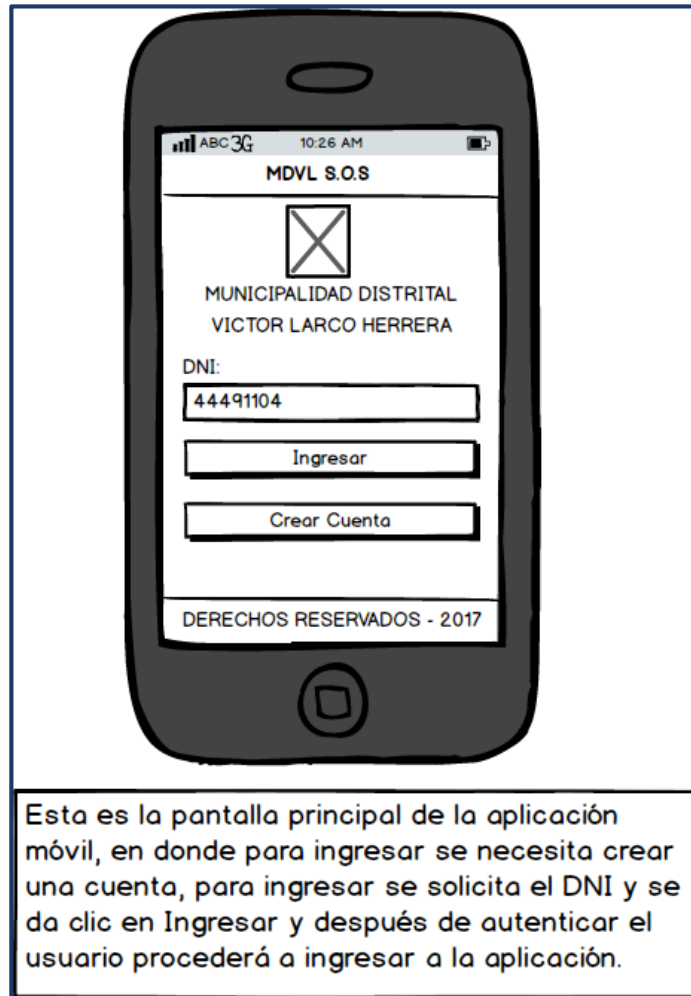 ABC 3G 10:26 AM
MDVL S.O.S
MUNICIPALIDAD DISTRITAL
VICTOR LARCO HERRERA
DNI:
44491104
Ingresar
Crear Cuenta
DERECHOS RESERVADOS - 2017
Esta es la pantalla principal de la aplicación
móvil, en donde para ingresar se necesita crear
una cuenta, para ingresar se solicita el DNI y se
da clic en Ingresar y después de autenticar el
usuario procederá a ingresar a la aplicación.